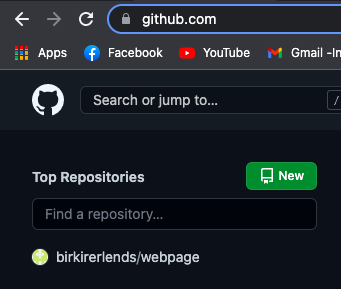 github.com
Apps Facebook YouTube Gmail -In
Search or jump to... /
Top Repositories New
Find a repository...
birkirerlends/webpage